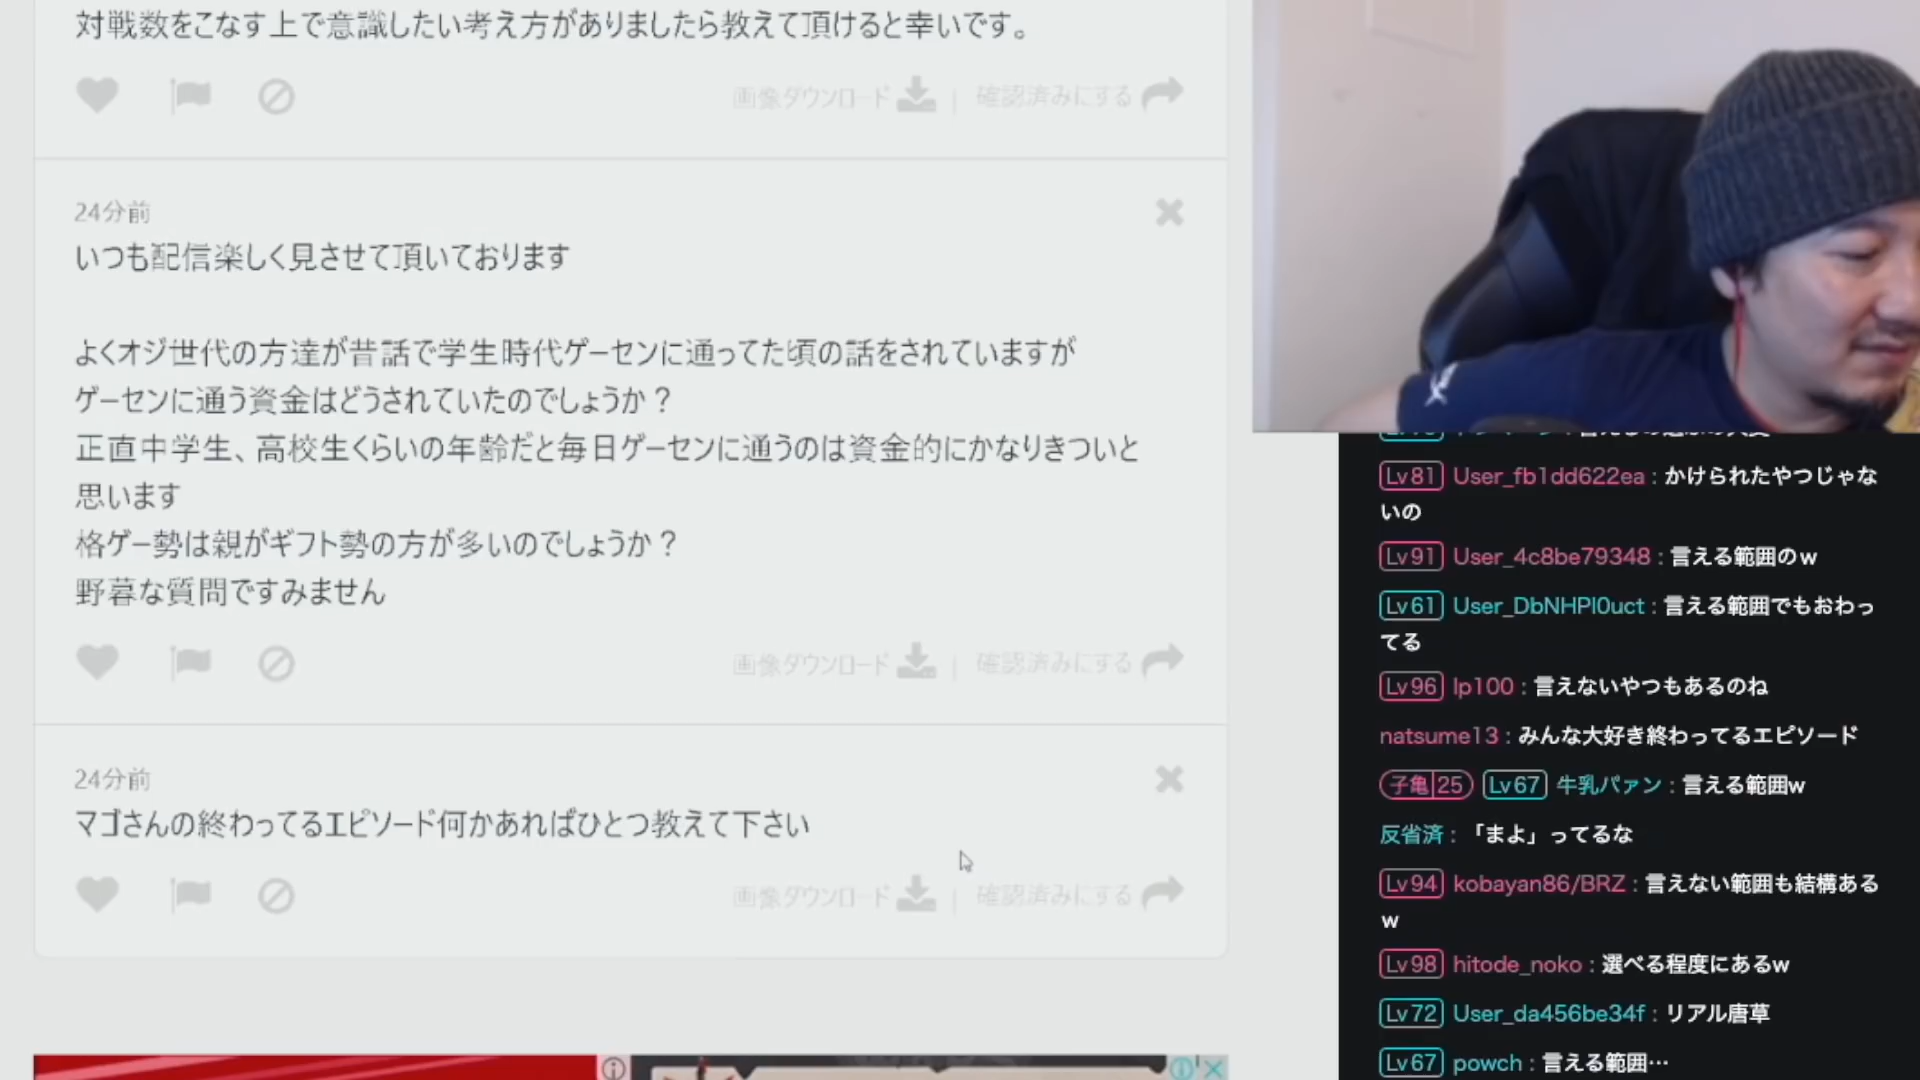 対戦数をこなす上で意識したい考え方がありましたら教えて頂けると幸いです。
画像ダウンロード | 確認済みにする
24分前
いつも配信楽しく見させて頂いております
よくオジ世代の方達が昔話で学生時代ゲーセンに通ってた頃の話をされていますが
ゲーセンに通う資金はどうされていたのでしょうか？
正直中学生、高校生くらいの年齢だと毎日ゲーセンに通うのは資金的にかなりきついと
思います
格ゲー勢は親がギフト勢の方が多いのでしょうか？
野暮な質問ですみません
画像ダウンロード | 確認済みにする
24分前
マゴさんの終わってるエピソード何かあればひとつ教えて下さい
画像ダウンロード | 確認済みにする
Lv81 User_fb1dd622ea : かけられたやつじゃな
いの
Lv91 User_4c8be79348 : 言える範囲のw
Lv61 User_DbNHPl0uct : 言える範囲でもおわっ
てる
Lv96 lp100 : 言えないやつもあるのね
natsume13 : みんな大好き終わってるエピソード
子亀|25 Lv67 牛乳パァン : 言える範囲w
反省済 : 「まよ」ってるな
Lv94 kobayan86/BRZ : 言えない範囲も結構ある
w
Lv98 hitode_noko : 選べる程度にあるw
Lv72 User_da456be34f : リアル唐草
Lv67 powch : 言える範囲…